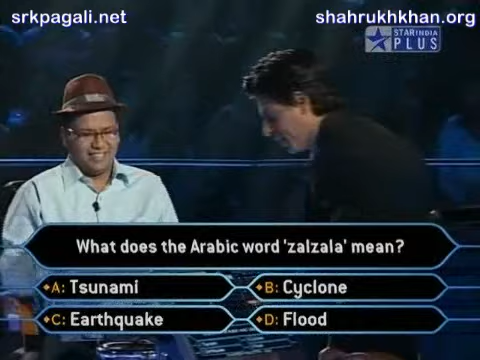 srkpagali.net
shahrukhkhan.org
STAR INDIA
PLUS
What does the Arabic word 'zalzala' mean?
A: Tsunami
B: Cyclone
C: Earthquake
D: Flood